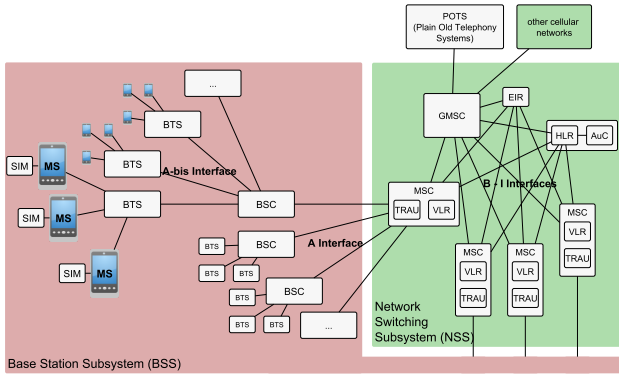 POTS
(Plain Old Telephony
Systems)
other cellular
networks
...
BTS
EIR
GMSC
HLR
AuC
BTS
A-bis Interface
SIM
MS
B - I Interfaces
MSC
TRAU
VLR
BTS
BSC
SIM
MS
MSC
VLR
TRAU
BTS
BSC
A Interface
MSC
VLR
TRAU
MSC
VLR
TRAU
SIM
MS
BTS
BTS
BSC
BTS
BTS
BTS
...
Network
Switching
Subsystem (NSS)
Base Station Subsystem (BSS)